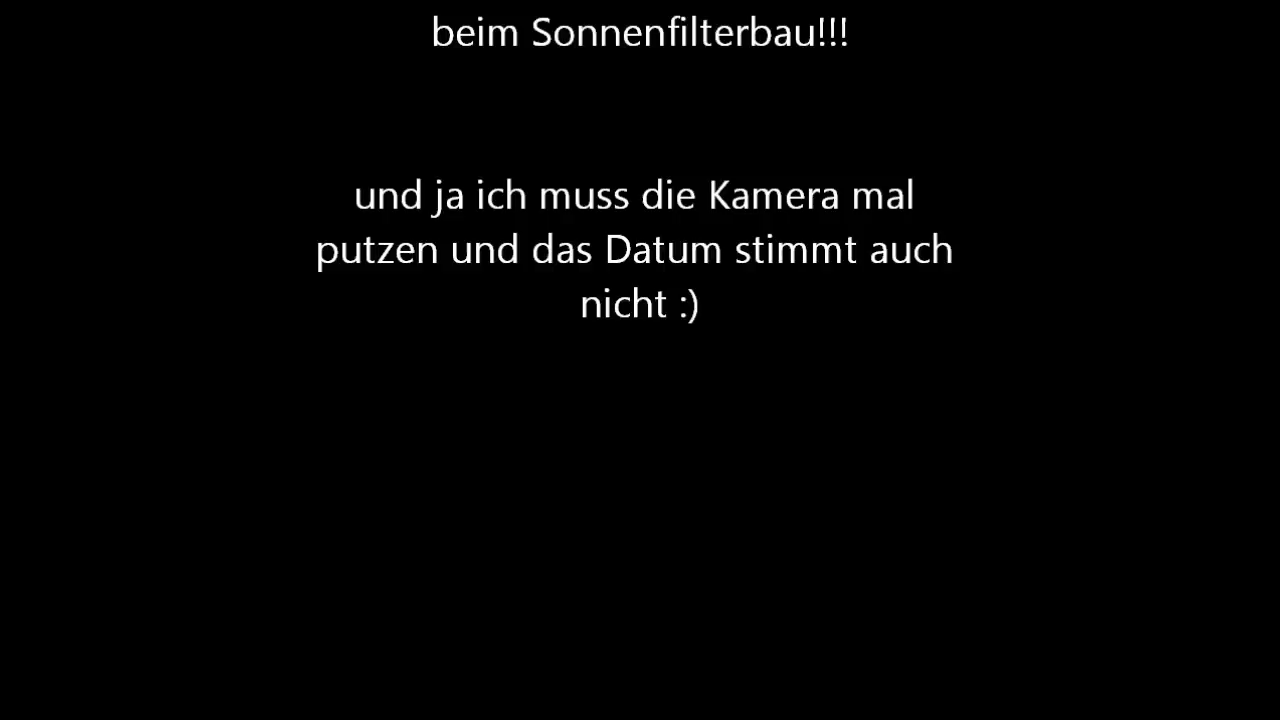 beim Sonnenfilterbau!!!
und ja ich muss die Kamera mal
putzen und das Datum stimmt auch
nicht :)